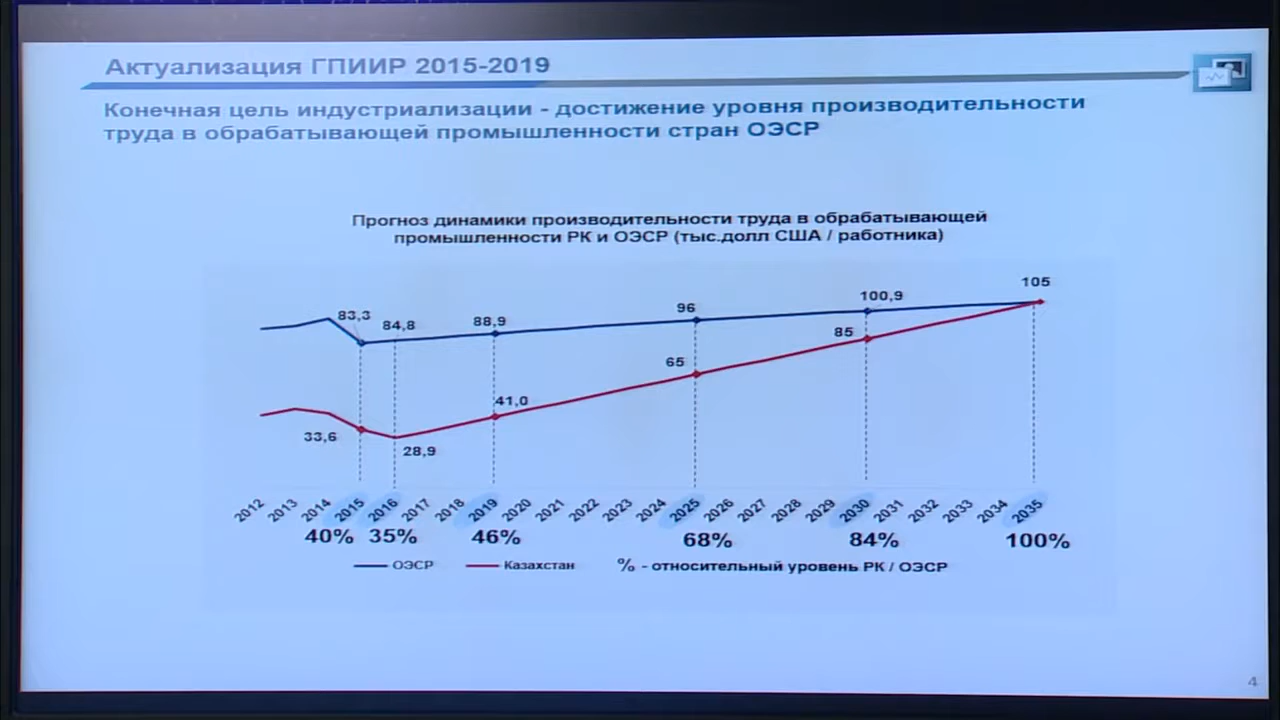 Актуализация ГПИИР 2015-2019
Конечная цель индустриализации - достижение уровня производительности
труда в обрабатывающей промышленности стран ОЭСР
Прогноз динамики производительности труда в обрабатывающей
промышленности РК и ОЭСР (тыс.долл США / работника)
105
100,9
96
88,9
84,8
83,3
85
65
41,0
33,6
28,9
2012 2013 2014 2015 2016 2017 2018 2019 2020 2021 2022 2023 2024 2025 2026 2027 2028 2029 2030 2031 2032 2033 2034 2035
40% 35% 46% 68% 84% 100%
ОЭСР Казахстан % - относительный уровень РК / ОЭСР
4